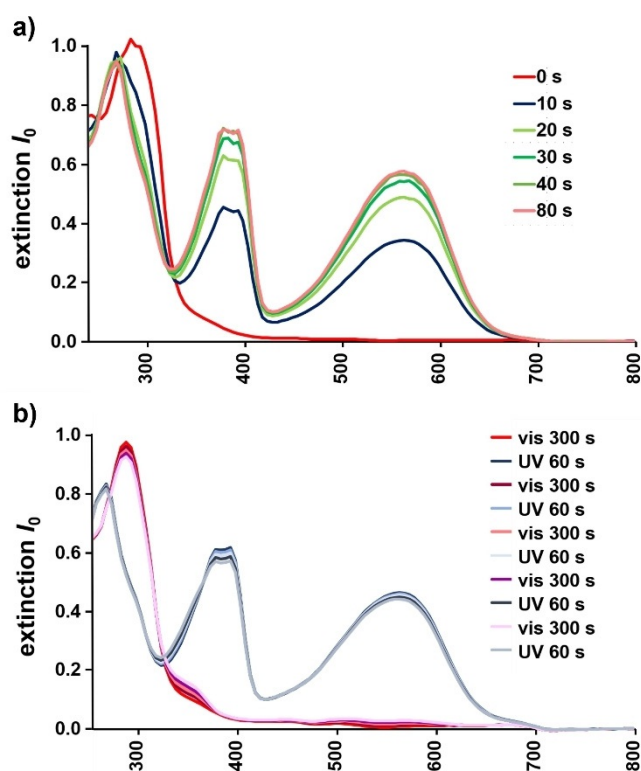 a)
extinction I0
1.0
0.8
0.6
0.4
0.2
0.0
300
400
500
600
700
800
0 s
10 s
20 s
30 s
40 s
80 s
b)
extinction I0
1.0
0.8
0.6
0.4
0.2
0.0
300
400
500
600
700
800
vis 300 s
UV 60 s
vis 300 s
UV 60 s
vis 300 s
UV 60 s
vis 300 s
UV 60 s
vis 300 s
UV 60 s